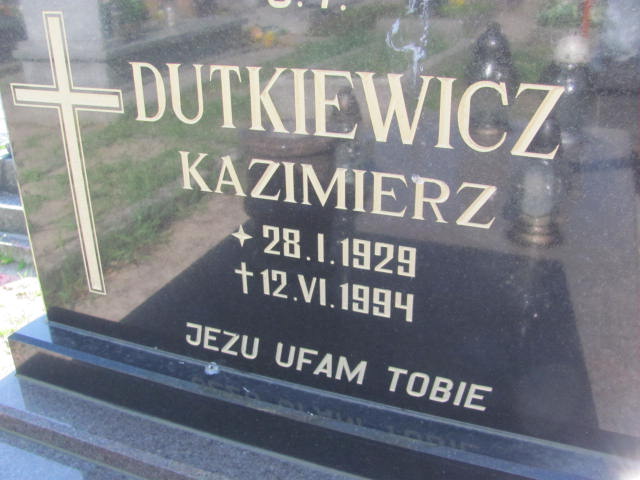 DUTKIEWICZ
KAZIMIERZ
28.I.1929
12.VI.1994
JEZU UFAM TOBIE